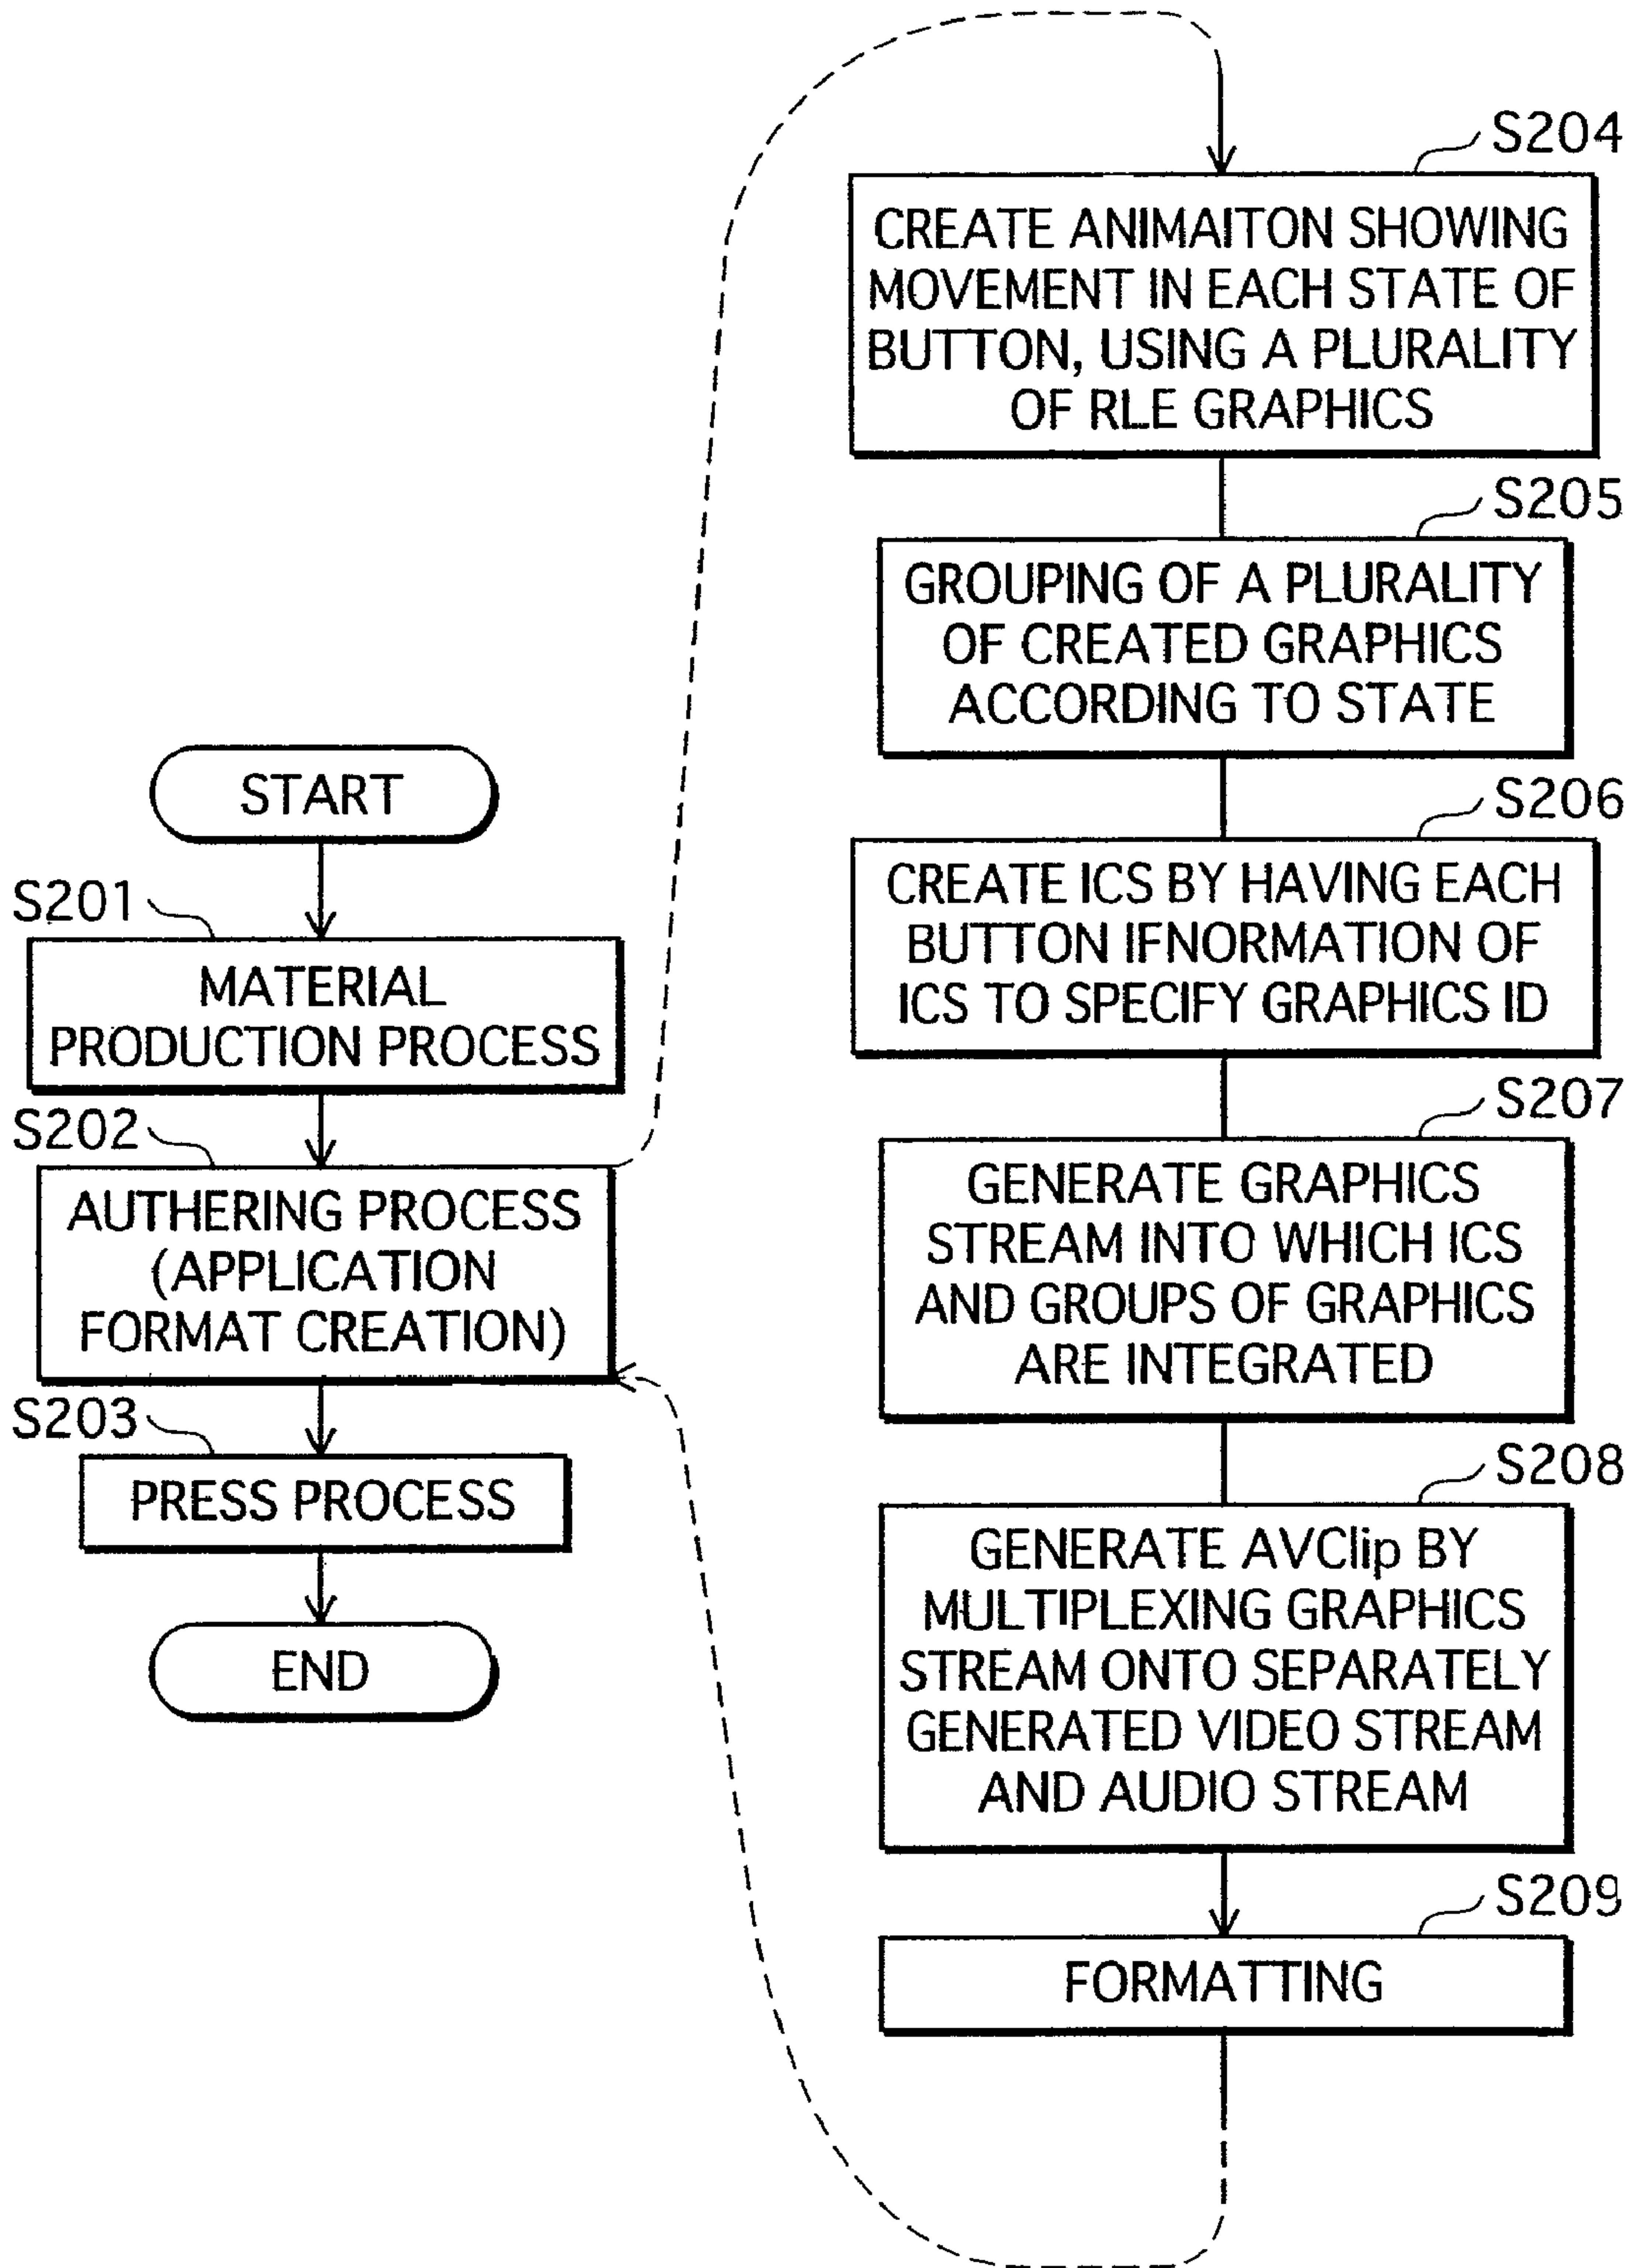 START
S201
MATERIAL
PRODUCTION PROCESS
S202
AUTHERING PROCESS
(APPLICATION
FORMAT CREATION)
S203
PRESS PROCESS
END
S204
CREATE ANIMAITON SHOWING
MOVEMENT IN EACH STATE OF
BUTTON, USING A PLURALITY
OF RLE GRAPHICS
S205
GROUPING OF A PLURALITY
OF CREATED GRAPHICS
ACCORDING TO STATE
S206
CREATE ICS BY HAVING EACH
BUTTON IFNORMATION OF
ICS TO SPECIFY GRAPHICS ID
S207
GENERATE GRAPHICS
STREAM INTO WHICH ICS
AND GROUPS OF GRAPHICS
ARE INTEGRATED
S208
GENERATE AVClip BY
MULTIPLEXING GRAPHICS
STREAM ONTO SEPARATELY
GENERATED VIDEO STREAM
AND AUDIO STREAM
S209
FORMATTING